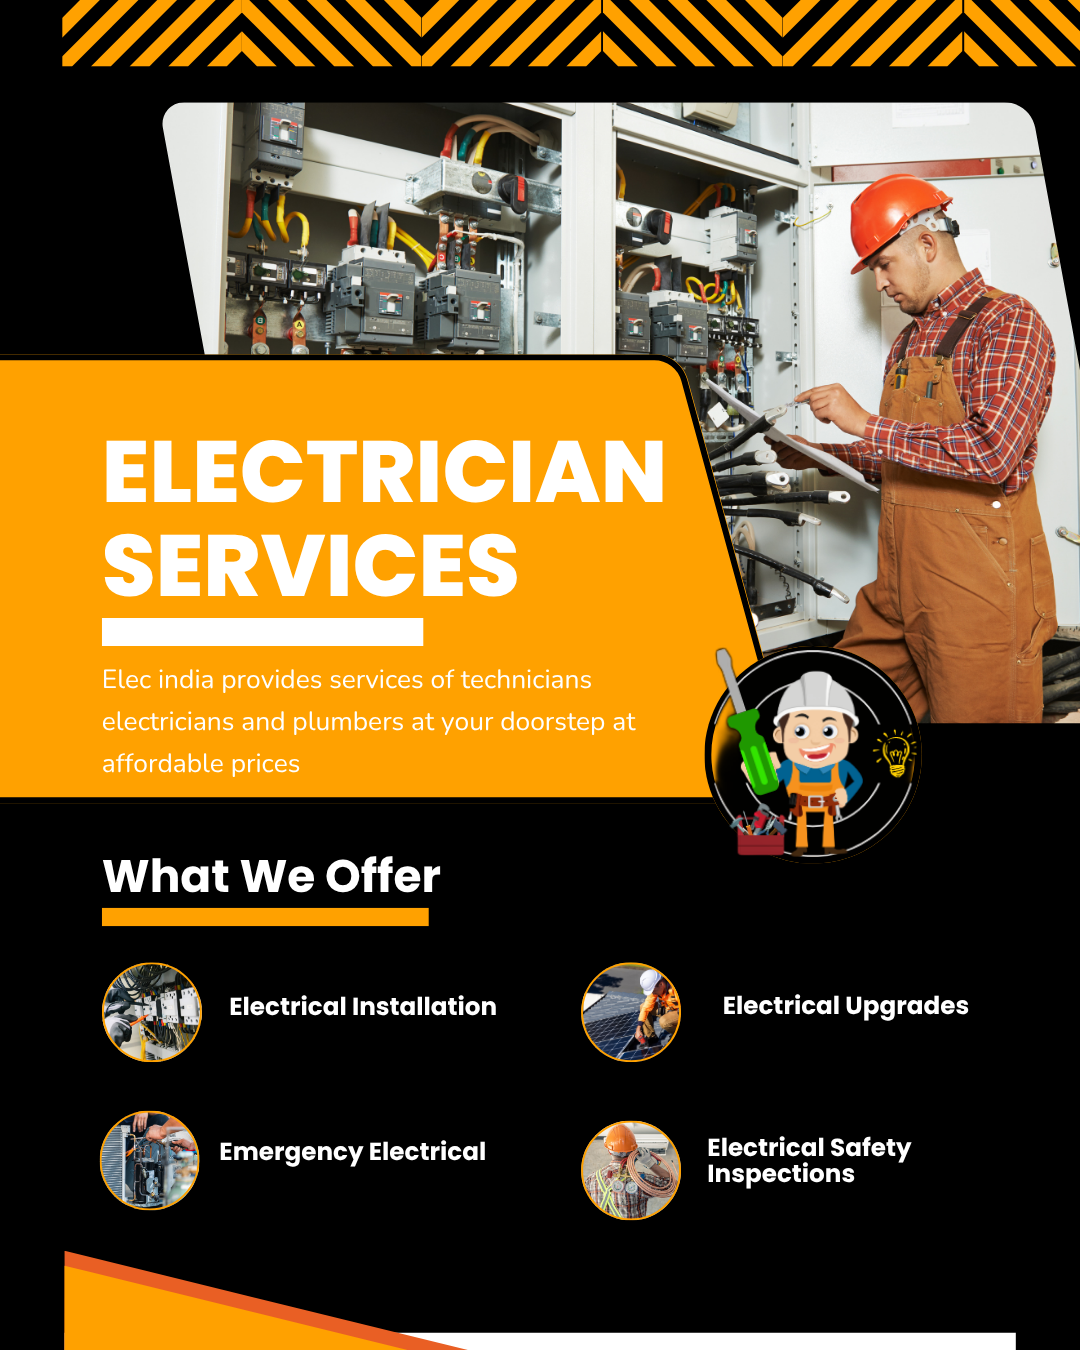 ELECTRICIAN
SERVICES
Elec india provides services of technicians
electricians and plumbers at your doorstep at
affordable prices
What We Offer
Electrical Installation
Electrical Upgrades
Emergency Electrical
Electrical Safety
Inspections